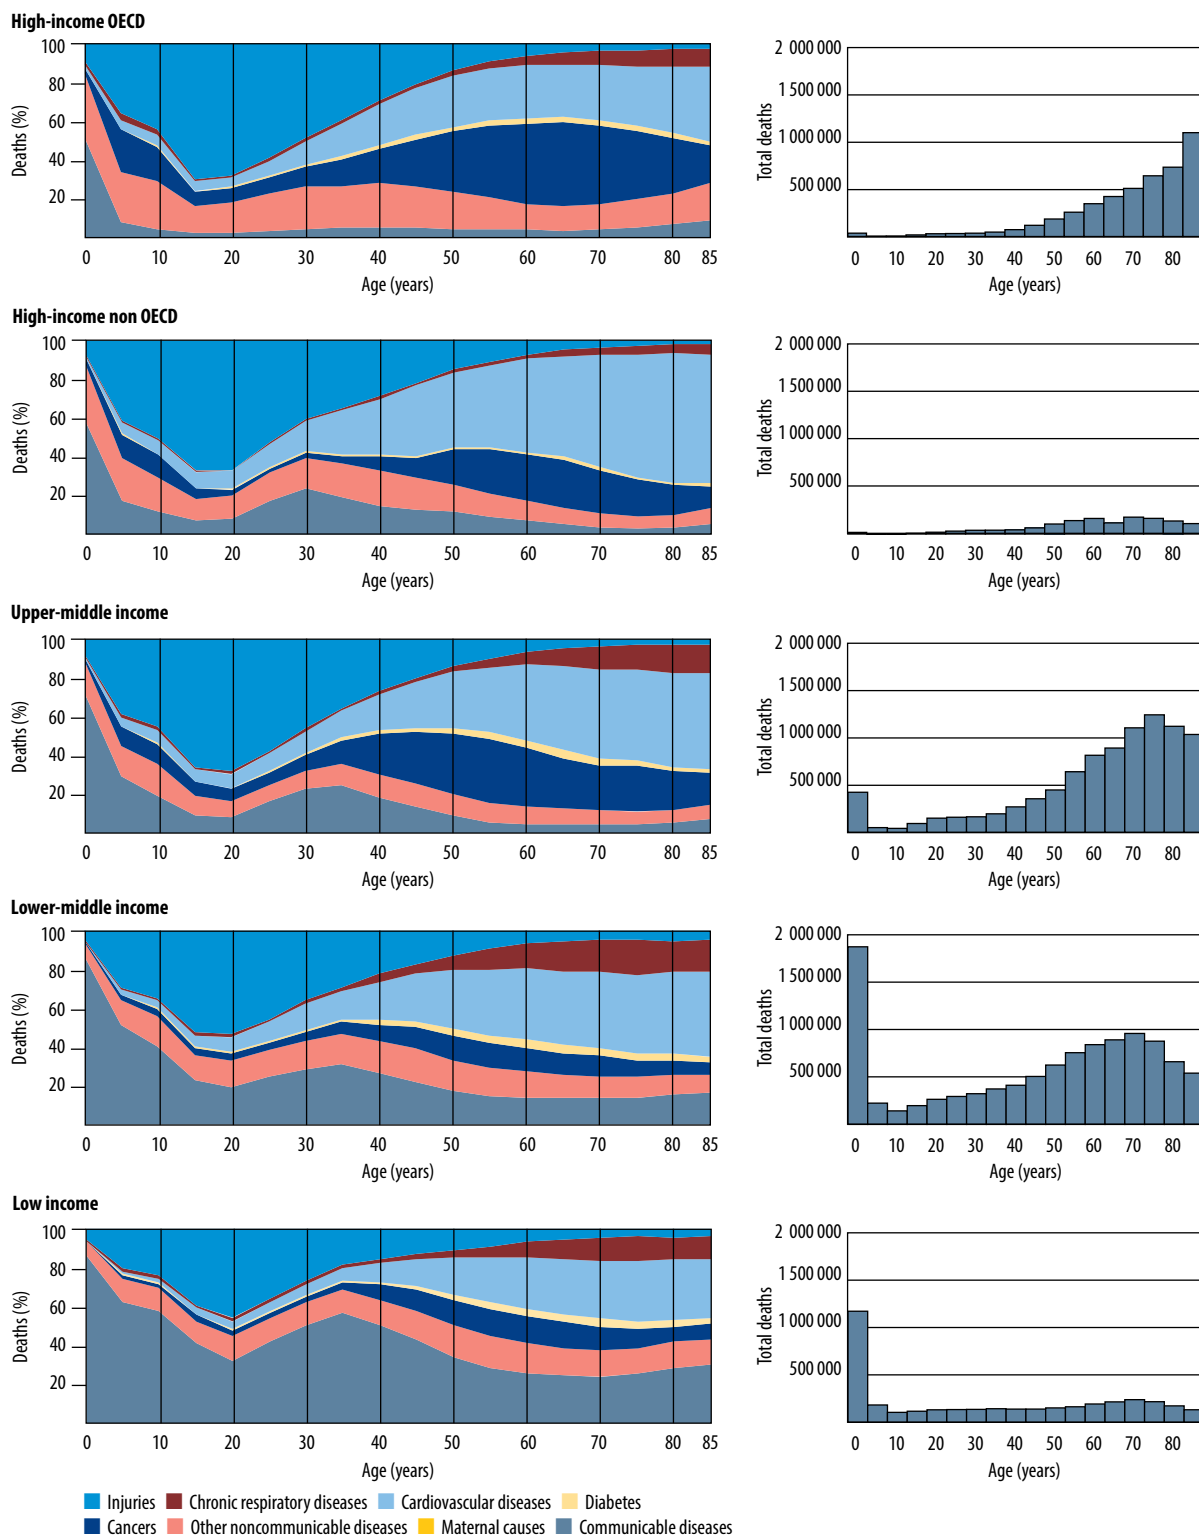 High-income OECD
100
80
60
40
20
Deaths (%)
0 10 20 30 40 50 60 70 80 85
Age (years)
2 000 000
1 500 000
1 000 000
500 000
Total deaths
0 10 20 30 40 50 60 70 80
Age (years)
High-income non OECD
100
80
60
40
20
Deaths (%)
0 10 20 30 40 50 60 70 80 85
Age (years)
2 000 000
1 500 000
1 000 000
500 000
Total deaths
0 10 20 30 40 50 60 70 80
Age (years)
Upper-middle income
100
80
60
40
20
Deaths (%)
0 10 20 30 40 50 60 70 80 85
Age (years)
2 000 000
1 500 000
1 000 000
500 000
Total deaths
0 10 20 30 40 50 60 70 80
Age (years)
Lower-middle income
100
80
60
40
20
Deaths (%)
0 10 20 30 40 50 60 70 80 85
Age (years)
2 000 000
1 500 000
1 000 000
500 000
Total deaths
0 10 20 30 40 50 60 70 80
Age (years)
Low income
100
80
60
40
20
Deaths (%)
0 10 20 30 40 50 60 70 80 85
Age (years)
2 000 000
1 500 000
1 000 000
500 000
Total deaths
0 10 20 30 40 50 60 70 80
Age (years)
Injuries Chronic respiratory diseases Cardiovascular diseases Diabetes
Cancers Other noncommunicable diseases Maternal causes Communicable diseases